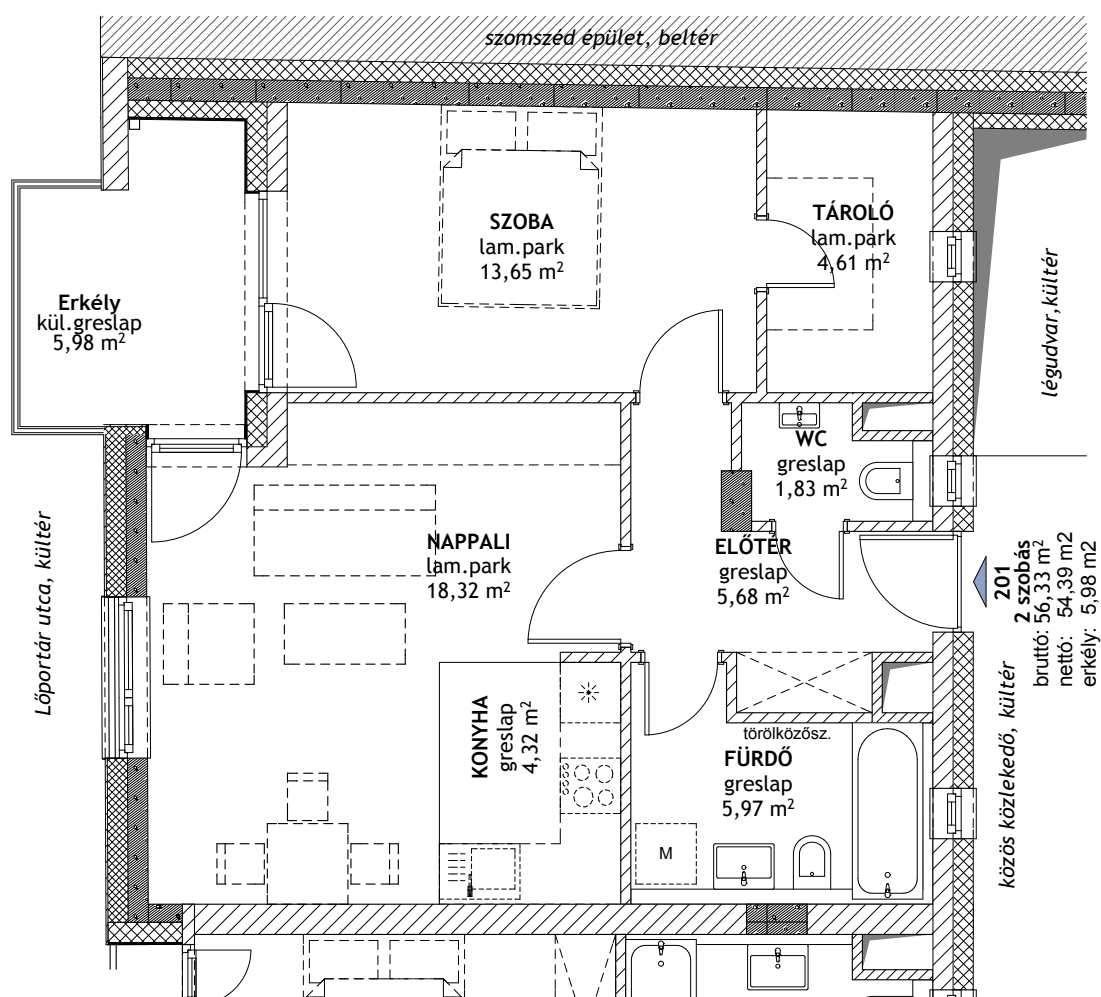 szomszéd épület, beltér
SZOBA
lam.park
13,65 m²
TÁROLÓ
lam.park
4,61 m²
Erkély
kül.greslap
5,98 m²
légudvar,kültér
WC
greslap
1,83 m²
NAPPALI
lam.park
18,32 m²
ELŐTÉR
greslap
5,68 m²
201
2 szobás
bruttó: 56,33 m²
nettó: 54,39 m2
erkély: 5,98 m2
Lőportár utca, kültér
KONYHA
greslap
4,32 m²
törölközősz.
FÜRDŐ
greslap
5,97 m²
M
közös közlekedő, kültér